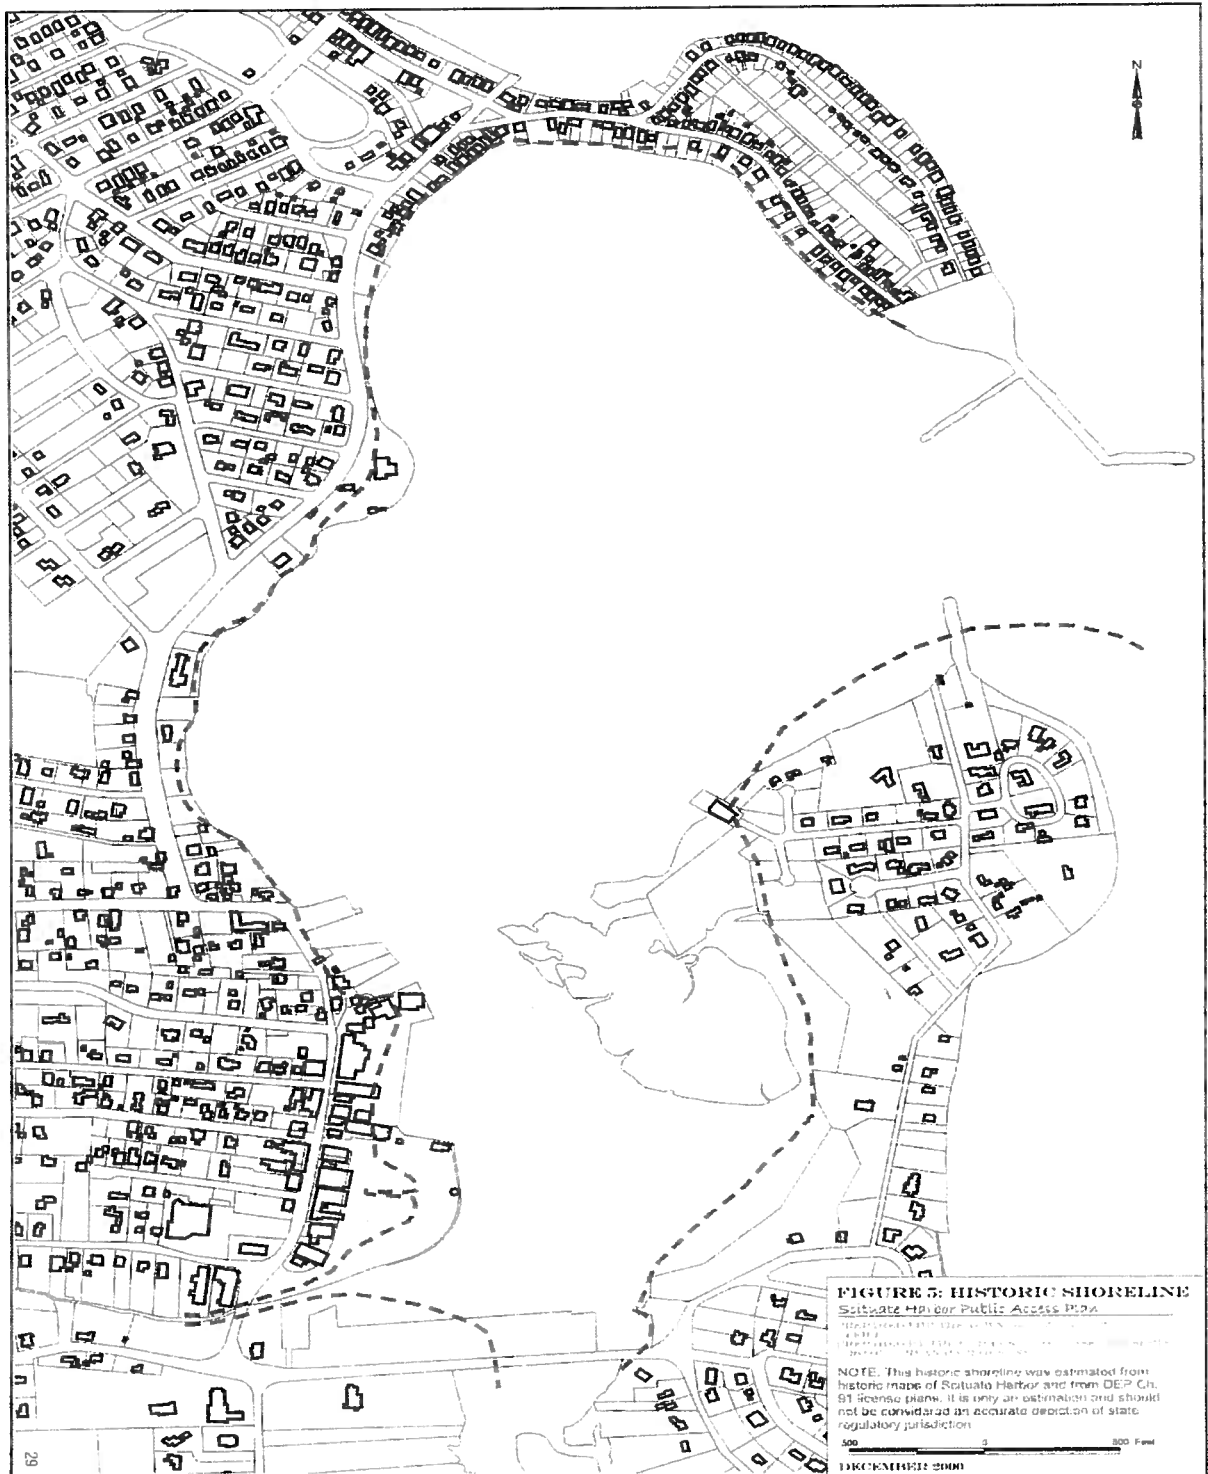 N
FIGURE 5: HISTORIC SHORELINE
Scituate Harbor Public Access Plan
NOTE: This historic shoreline was estimated from
historic maps of Scituate Harbor and from DEP Ch.
91 license plans. It is only an estimation and should
not be considered an accurate depiction of state
regulatory jurisdiction
500 0 500 Feet
DECEMBER 2000
29